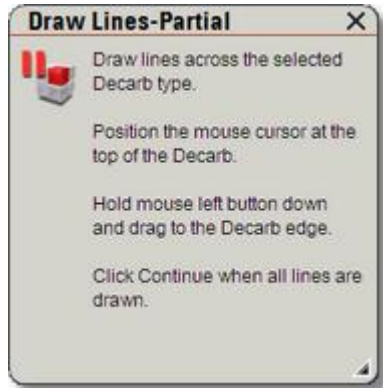 Draw Lines-Partial
Draw lines across the selected
Decarb type.
Position the mouse cursor at the
top of the Decarb.
Hold mouse left button down
and drag to the Decarb edge.
Click Continue when all lines are
drawn.